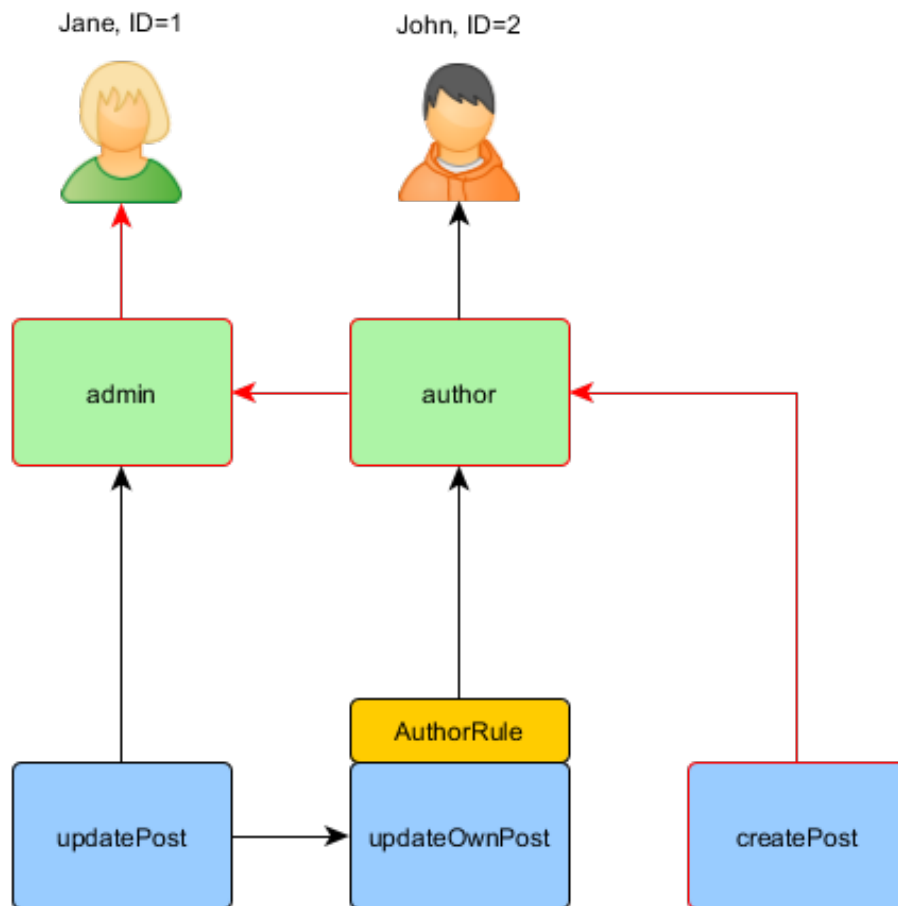 Jane, ID=1
John, ID=2
admin
author
AuthorRule
updatePost
updateOwnPost
createPost